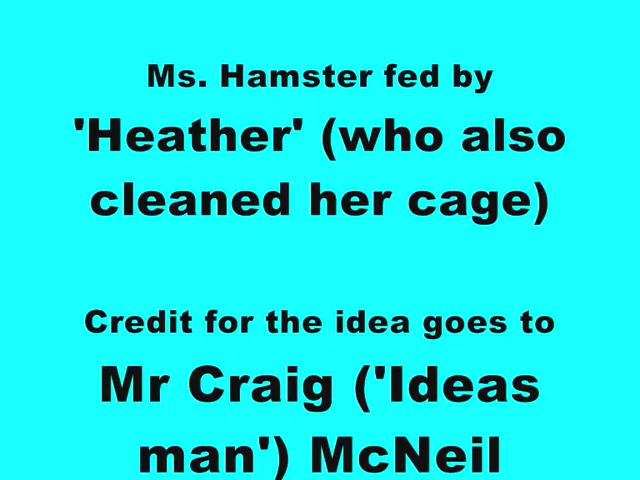 Ms. Hamster fed by
'Heather' (who also
cleaned her cage)
Credit for the idea goes to
Mr Craig ('Ideas
man') McNeil